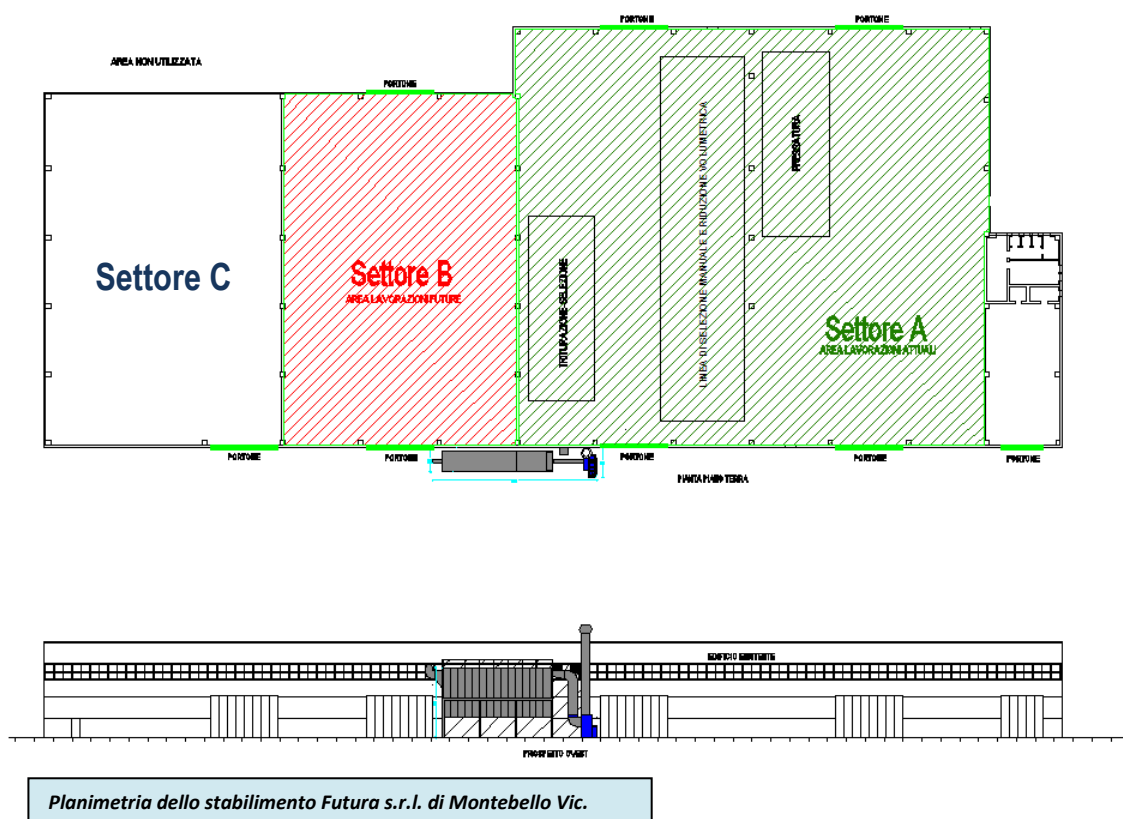 PORTONE
PORTONE
AREA NON UTILIZZATA
PORTONE
LINEA DI SELEZIONE MANUALE E RIDUZIONE VOLUMETRICA
PRESSATURA
TRITURAZIONE-SELEZIONE
Settore C
Settore B
AREA LAVORAZIONI FUTURE
Settore A
AREA LAVORAZIONI ATTUALI
PORTONE
PORTONE
PORTONE
PORTONE
PORTONE
PIANTA PIANO TERRA
EDIFICIO ESISTENTE
PROSPETTO OVEST
Planimetria dello stabilimento Futura s.r.l. di Montebello Vic.